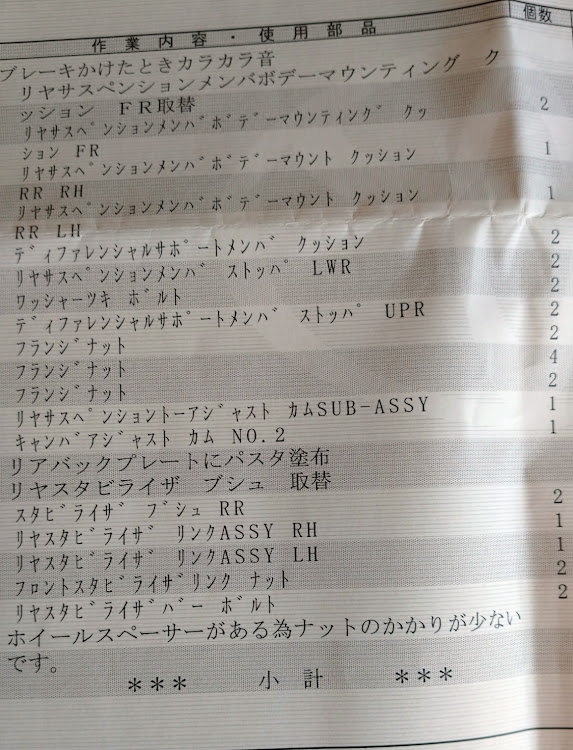 作業内容・使用部品 個数
ブレーキかけたときカラカラ音
リヤサスペンションメンバボデーマウンティング ク
ッション FR取替
ﾘﾔｻｽﾍﾟﾝｼｮﾝﾒﾝﾊﾞﾎﾞﾃﾞｰﾏｳﾝﾃｨﾝｸﾞ ｸｯ 2
ｼｮﾝ FR
ﾘﾔｻｽﾍﾟﾝｼｮﾝﾒﾝﾊﾞﾎﾞﾃﾞｰﾏｳﾝﾄ ｸｯｼｮﾝ 1
RR RH
ﾘﾔｻｽﾍﾟﾝｼｮﾝﾒﾝﾊﾞﾎﾞﾃﾞｰﾏｳﾝﾄ ｸｯｼｮﾝ 1
RR LH
ﾃﾞｨﾌｧﾚﾝｼｬﾙｻﾎﾟｰﾄﾒﾝﾊﾞ ｸｯｼｮﾝ 2
ﾘﾔｻｽﾍﾟﾝｼｮﾝﾒﾝﾊﾞ ｽﾄｯﾊﾟ LWR 2
ﾜｯｼｬｰﾂｷ ﾎﾞﾙﾄ 2
ﾃﾞｨﾌｧﾚﾝｼｬﾙｻﾎﾟｰﾄﾒﾝﾊﾞ ｽﾄｯﾊﾟ UPR 2
ﾌﾗﾝｼﾞﾅｯﾄ 2
ﾌﾗﾝｼﾞﾅｯﾄ 4
ﾌﾗﾝｼﾞﾅｯﾄ 2
ﾘﾔｻｽﾍﾟﾝｼｮﾝﾄｰｱｼﾞｬｽﾄ ｶﾑSUB-ASSY 1
ｷｬﾝﾊﾞｱｼﾞｬｽﾄ ｶﾑ NO.2 1
リアバックプレートにパスタ塗布
リヤスタビライザ ブシュ 取替
ｽﾀﾋﾞﾗｲｻﾞ ﾌﾞｼｭ RR 2
ﾘﾔｽﾀﾋﾞﾗｲｻﾞ ﾘﾝｸASSY RH 1
ﾘﾔｽﾀﾋﾞﾗｲｻﾞ ﾘﾝｸASSY LH 1
ﾌﾛﾝﾄｽﾀﾋﾞﾗｲｻﾞﾘﾝｸ ﾅｯﾄ 2
ﾘﾔｽﾀﾋﾞﾗｲｻﾞﾊﾞｰ ﾎﾞﾙﾄ 2
ホイールスペーサーがある為ナットのかかりが少ない
です。
＊＊＊ 小 計 ＊＊＊